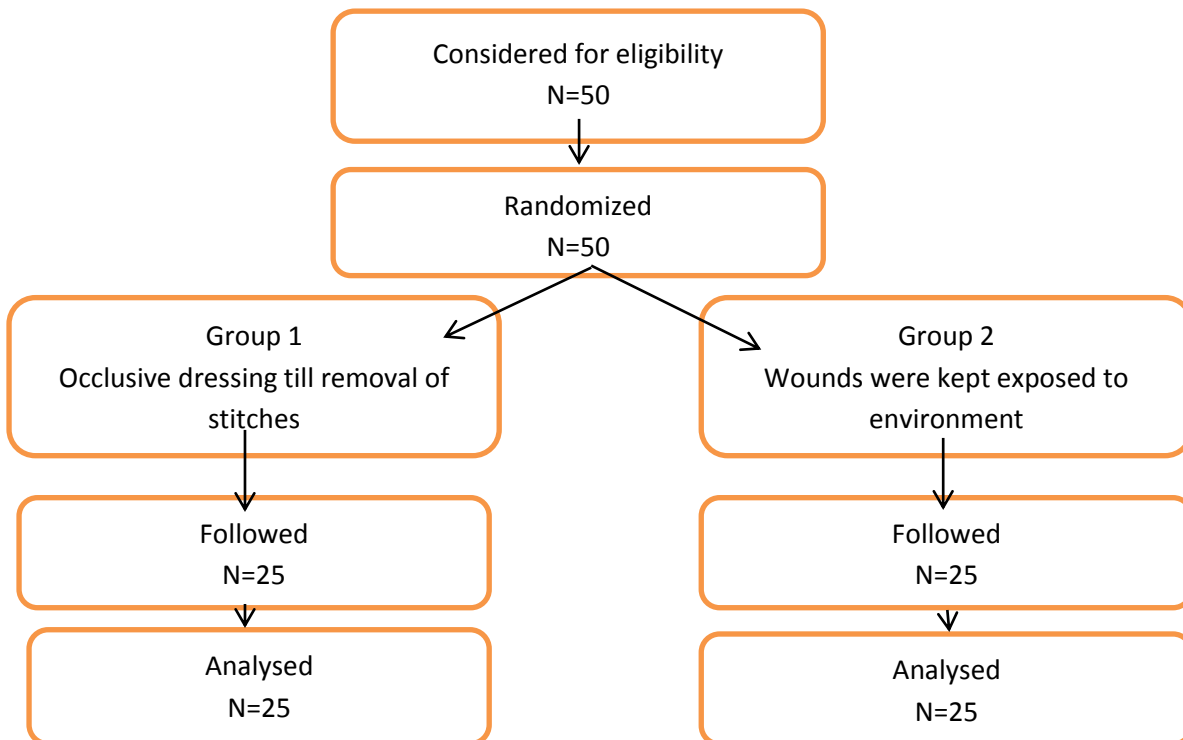 Considered for eligibility
N=50
Randomized
N=50
Group 1
Occlusive dressing till removal of
stitches
Group 2
Wounds were kept exposed to
environment
Followed
N=25
Followed
N=25
Analysed
N=25
Analysed
N=25